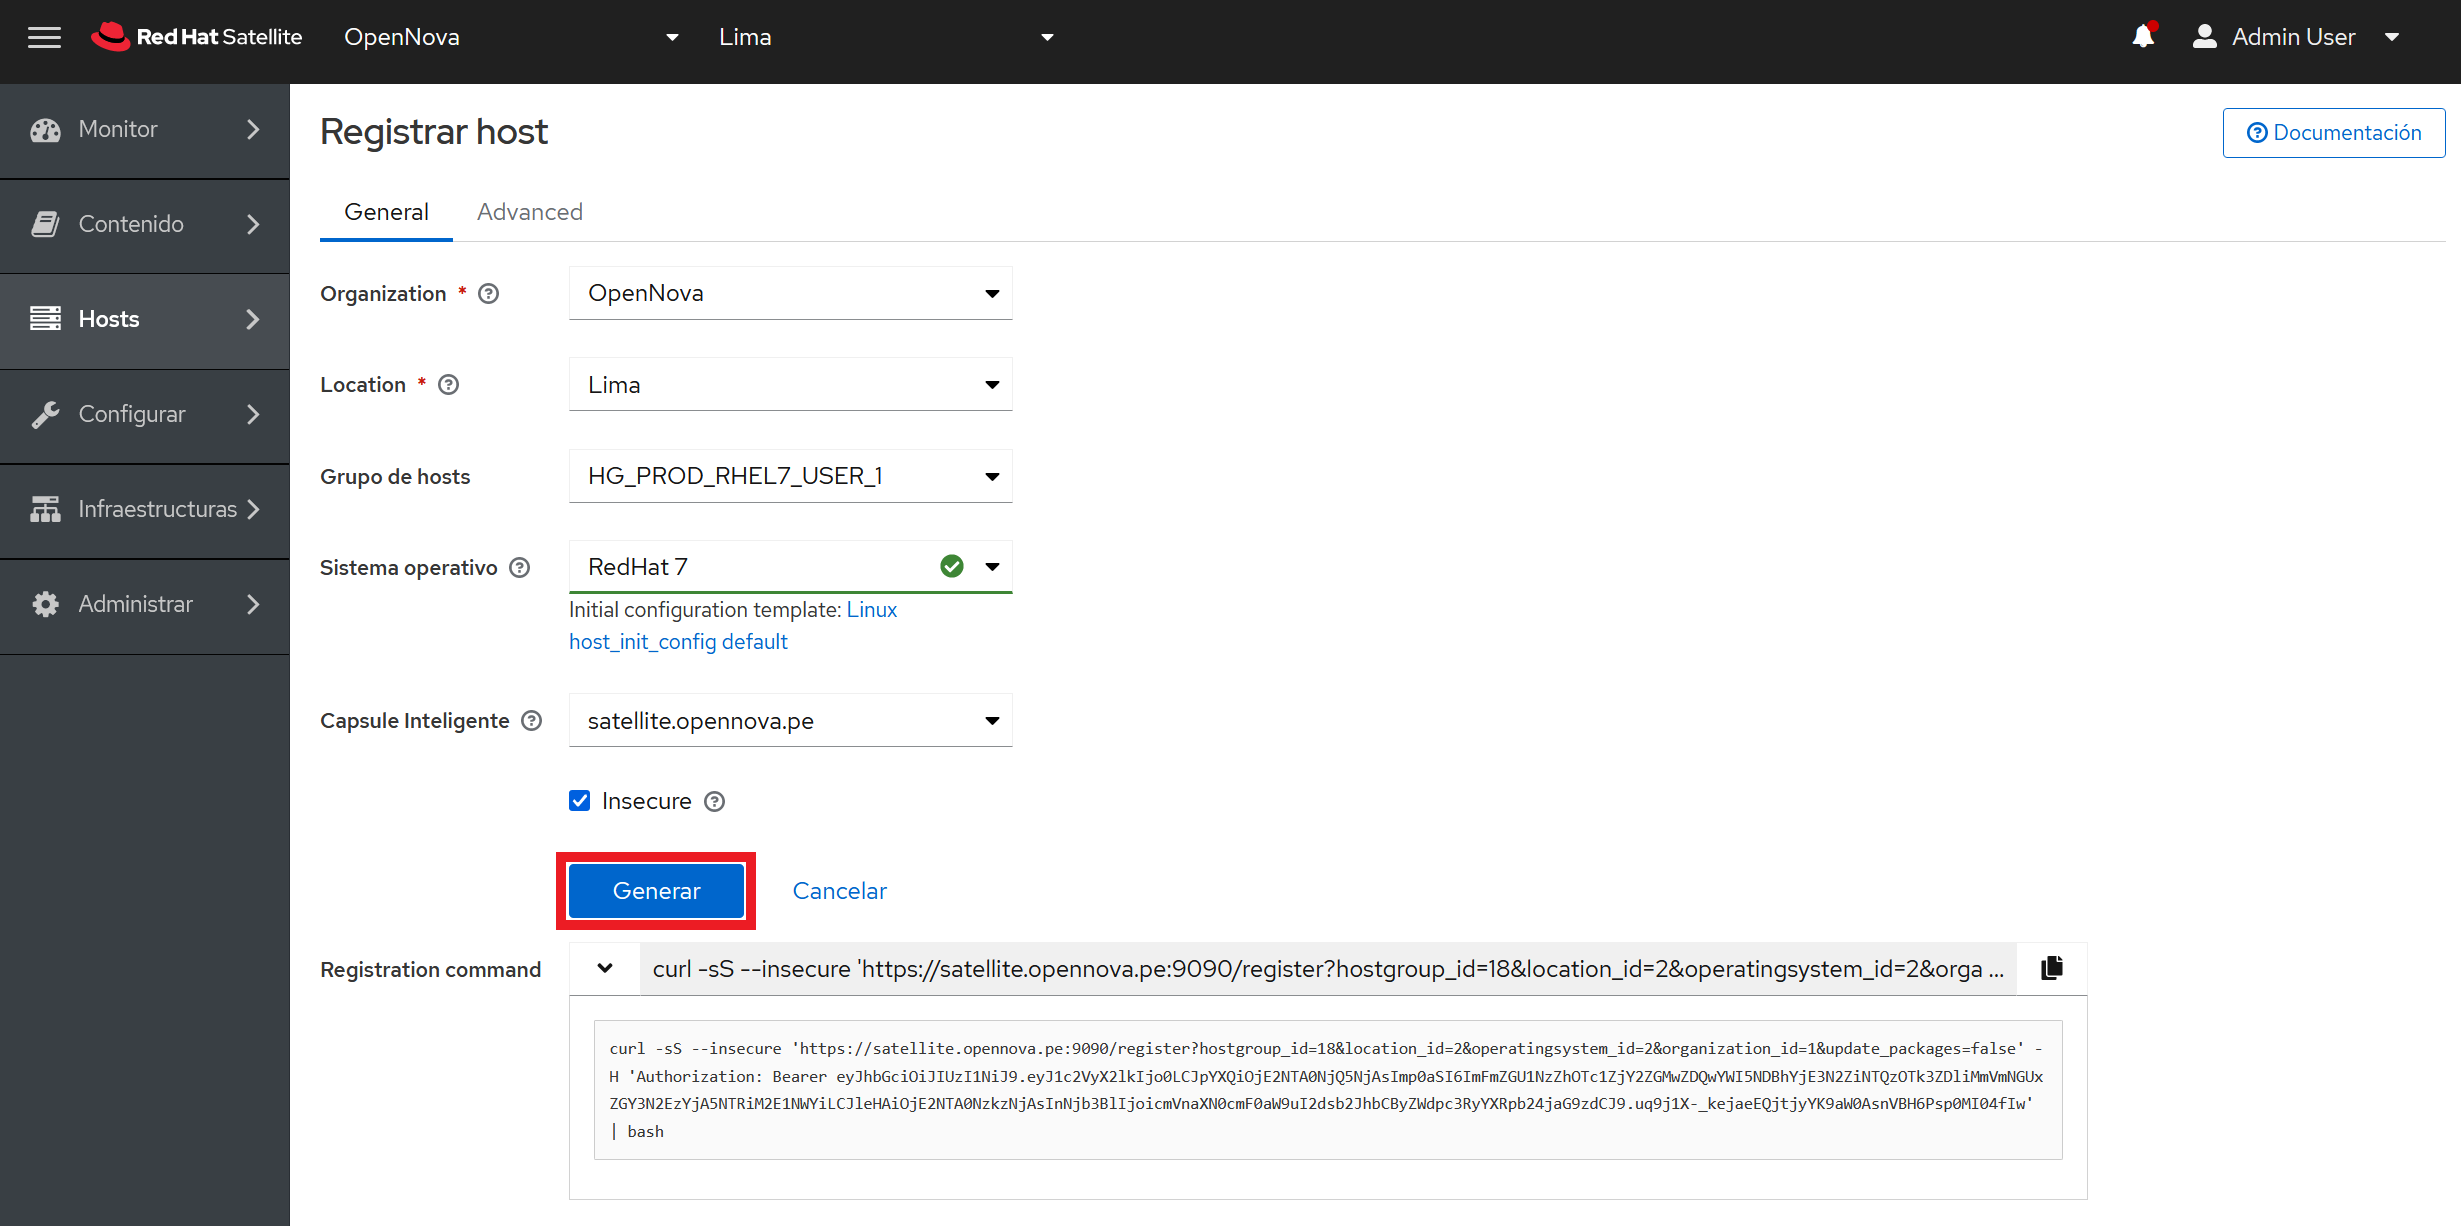 Red Hat Satellite OpenNova Lima Admin User
Monitor
Contenido
Hosts
Configurar
Infraestructuras
Administrar
Registrar host
Documentación
General Advanced
Organization * OpenNova
Location * Lima
Grupo de hosts HG_PROD_RHEL7_USER_1
Sistema operativo RedHat 7
Initial configuration template: Linux
host_init_config default
Capsule Inteligente satellite.opennova.pe
Insecure
Generar Cancelar
Registration command curl -sS --insecure 'https://satellite.opennova.pe:9090/register?hostgroup_id=18&location_id=2&operatingsystem_id=2&orga ...
curl -sS --insecure 'https://satellite.opennova.pe:9090/register?hostgroup_id=18&location_id=2&operatingsystem_id=2&organization_id=1&update_packages=false' -
H 'Authorization: Bearer eyJhbGciOiJIUzI1NiJ9.eyJ1c2VyX2lkIjo0LCJpYXQiOjE2NTA0NjQ5NjAsImp0aSI6ImFmZGU1NzZhOTc1ZjY2ZGMwZDQwYWI5NDBhYjE3N2ZiNTQzOTk3ZDliMmVmNGUx
ZGY3N2EzYjA5NTRiM2E1NWYiLCJleHAiOjE2NTA0NzkzNjAsInNjb3BlIjoicmVnaXN0cmF0aW9uI2dsb2JhbCByZWdpc3RyYXRpb24jaG9zdCJ9.uq9j1X-_kejaeEQjtjyYK9aW0AsnVBH6Psp0MI04fIw'
| bash